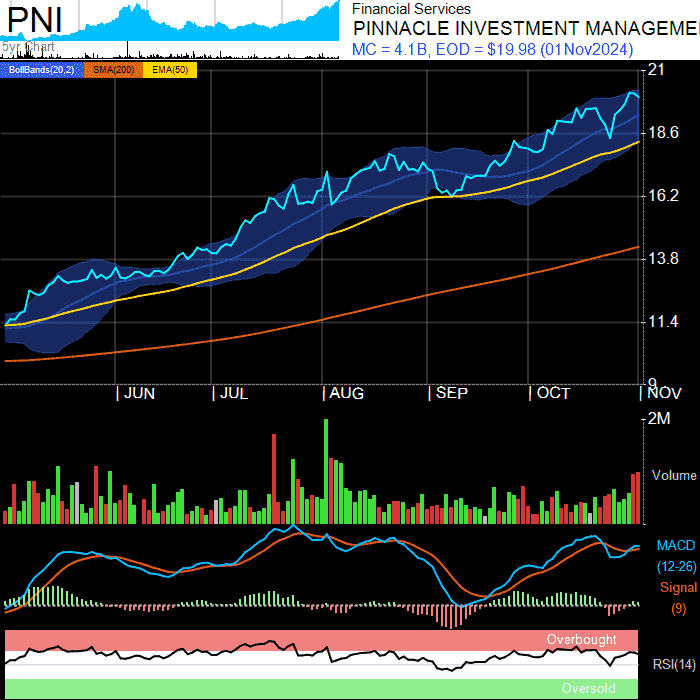 PNI
5yr Chart
Financial Services
PINNACLE INVESTMENT MANAGEME
MC = 4.1B, EOD = $19.98 (01Nov2024)
BollBands(20,2) SMA(200) EMA(50)
21
18.6
16.2
13.8
11.4
9
JUN JUL AUG SEP OCT NOV
2M
Volume
MACD
(12-26)
Signal
(9)
Overbought
RSI(14)
Oversold